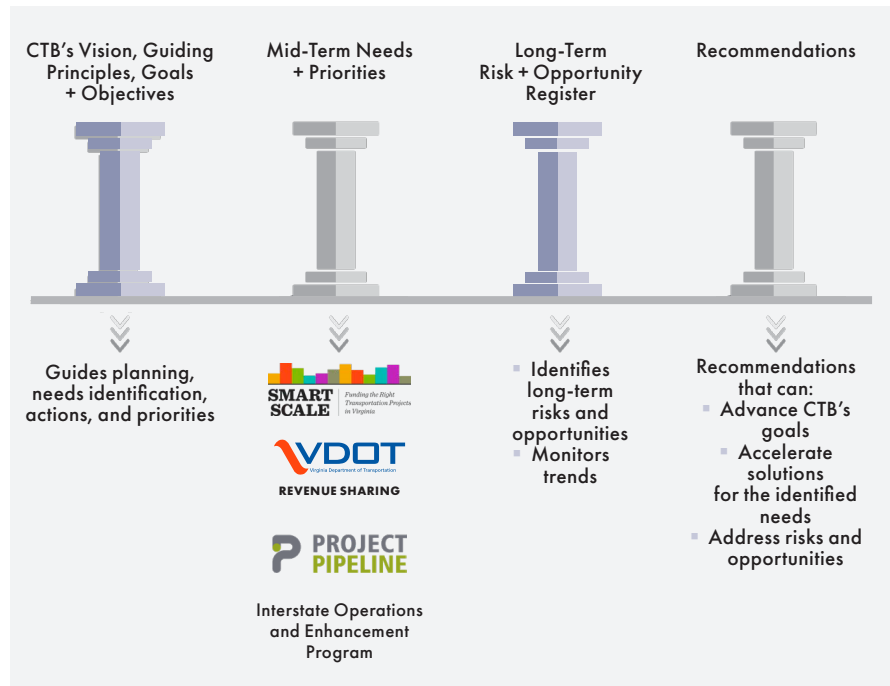 CTB's Vision, Guiding
Principles, Goals
+ Objectives
Mid-Term Needs
+ Priorities
Long-Term
Risk + Opportunity
Register
Recommendations
Guides planning,
needs identification,
actions, and priorities
SMART
SCALE
Funding the Right
Transportation Projects
in Virginia
VDOT
Virginia Department of Transportation
REVENUE SHARING
PROJECT
PIPELINE
Interstate Operations
and Enhancement
Program
▪ Identifies
long-term
risks and
opportunities
▪ Monitors
trends
Recommendations
that can:
▪ Advance CTB's
goals
▪ Accelerate
solutions
for the identified
needs
▪ Address risks and
opportunities